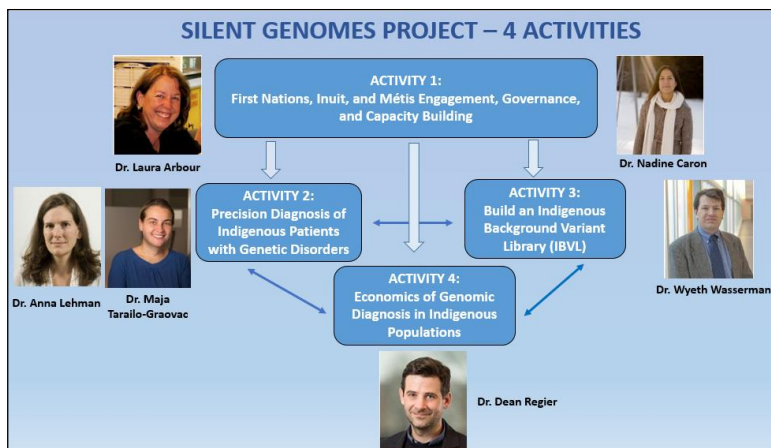 SILENT GENOMES PROJECT – 4 ACTIVITIES
ACTIVITY 1:
First Nations, Inuit, and Métis Engagement, Governance,
and Capacity Building
Dr. Laura Arbour
Dr. Nadine Caron
ACTIVITY 2:
Precision Diagnosis of
Indigenous Patients
with Genetic Disorders
ACTIVITY 3:
Build an Indigenous
Background Variant
Library (IBVL)
Dr. Anna Lehman
Dr. Maja
Tarailo-Graovac
Dr. Wyeth Wasserman
ACTIVITY 4:
Economics of Genomic
Diagnosis in Indigenous
Populations
Dr. Dean Regier